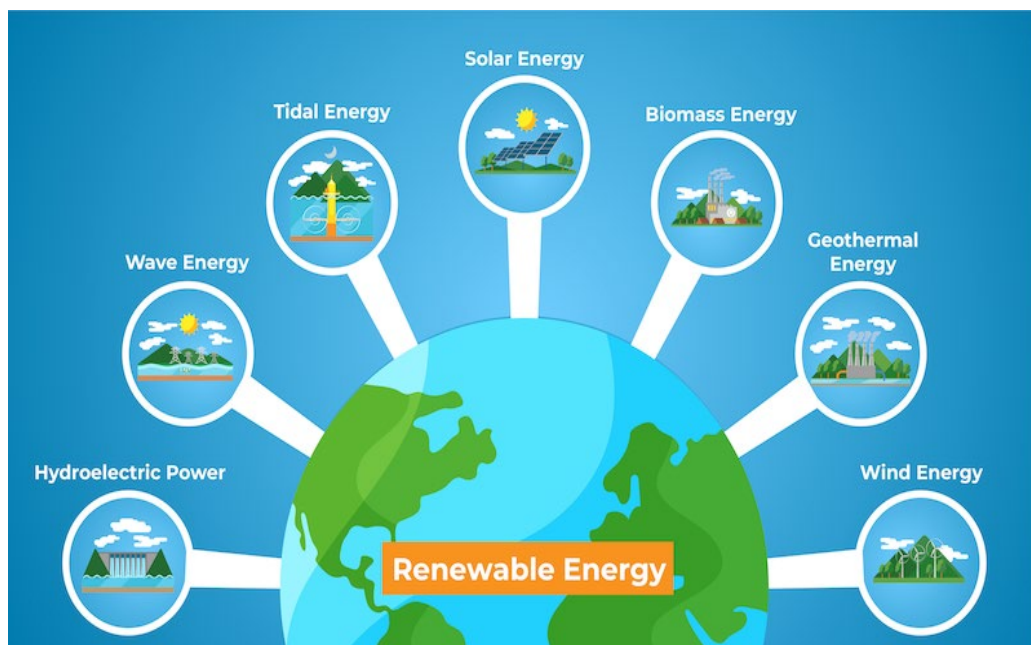 Solar Energy
Tidal Energy
Biomass Energy
Wave Energy
Geothermal
Energy
Hydroelectric Power
Wind Energy
Renewable Energy